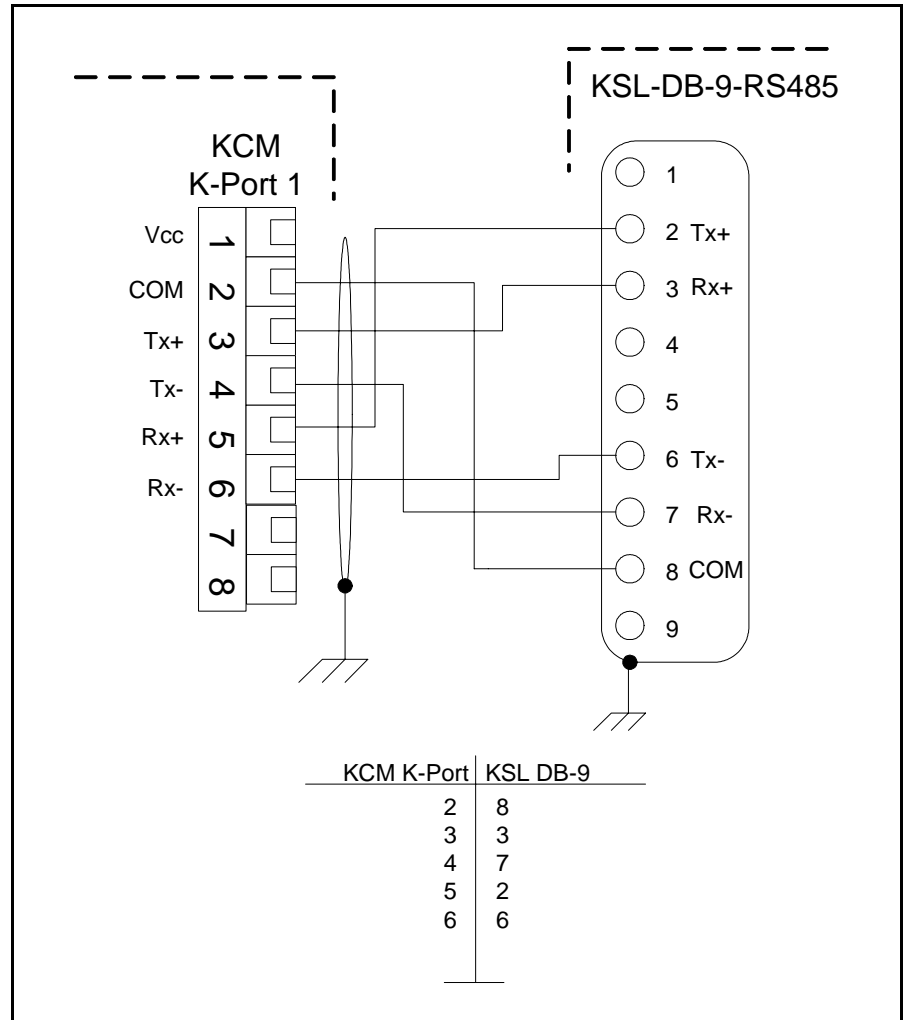 KSL-DB-9-RS485
KCM
K-Port 1
Vcc 1
COM 2
Tx+ 3
Tx- 4
Rx+ 5
Rx- 6
7
8
1
2 Tx+
3 Rx+
4
5
6 Tx-
7 Rx-
8 COM
9
KCM K-Port KSL DB-9
2 8
3 3
4 7
5 2
6 6